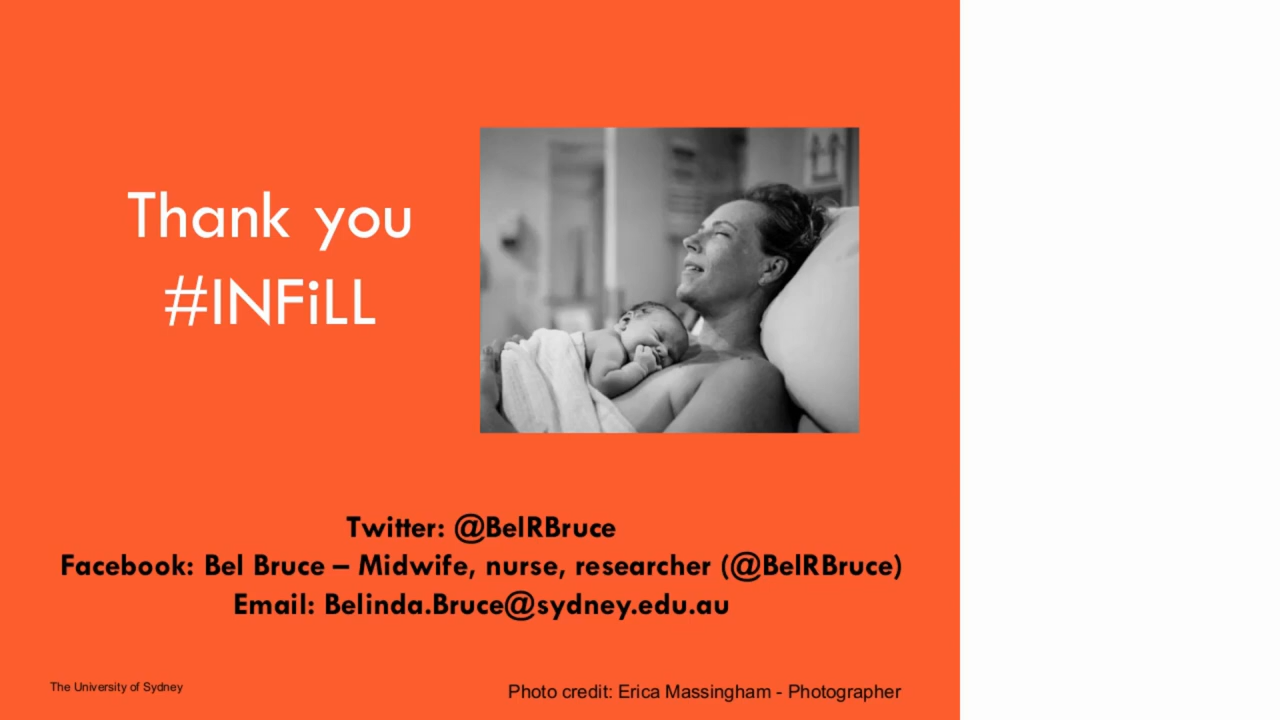 Thank you
#INFiLL
Twitter: @BelRBruce
Facebook: Bel Bruce – Midwife, nurse, researcher (@BelRBruce)
Email: Belinda.Bruce@sydney.edu.au
The University of Sydney
Photo credit: Erica Massingham - Photographer